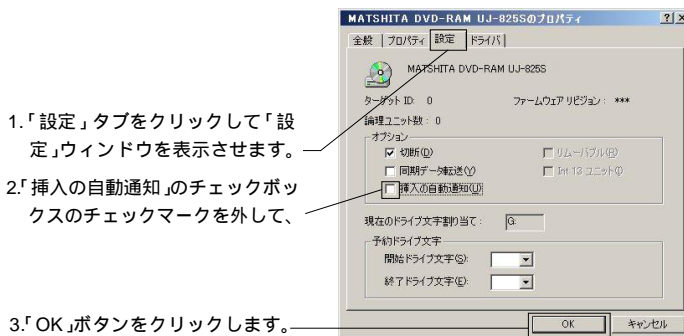 MATSHITA DVD-RAM UJ-825Sのプロパティ
全般 プロパティ 設定 ドライバ
MATSHITA DVD-RAM UJ-825S
ターゲット ID: 0 ファームウェア リビジョン: ***
論理ユニット数: 0
オプション
切断(D) リムーバブル(R)
同期データ転送(Y) Int 13 ユニット(I)
挿入の自動通知(U)
現在のドライブ文字割り当て: G:
予約ドライブ文字
開始ドライブ文字(S):
終了ドライブ文字(E):
OK キャンセル
1.「設定」タブをクリックして「設
定」ウィンドウを表示させます。
2.「挿入の自動通知」のチェックボッ
クスのチェックマークを外して、
3.「OK」ボタンをクリックします。